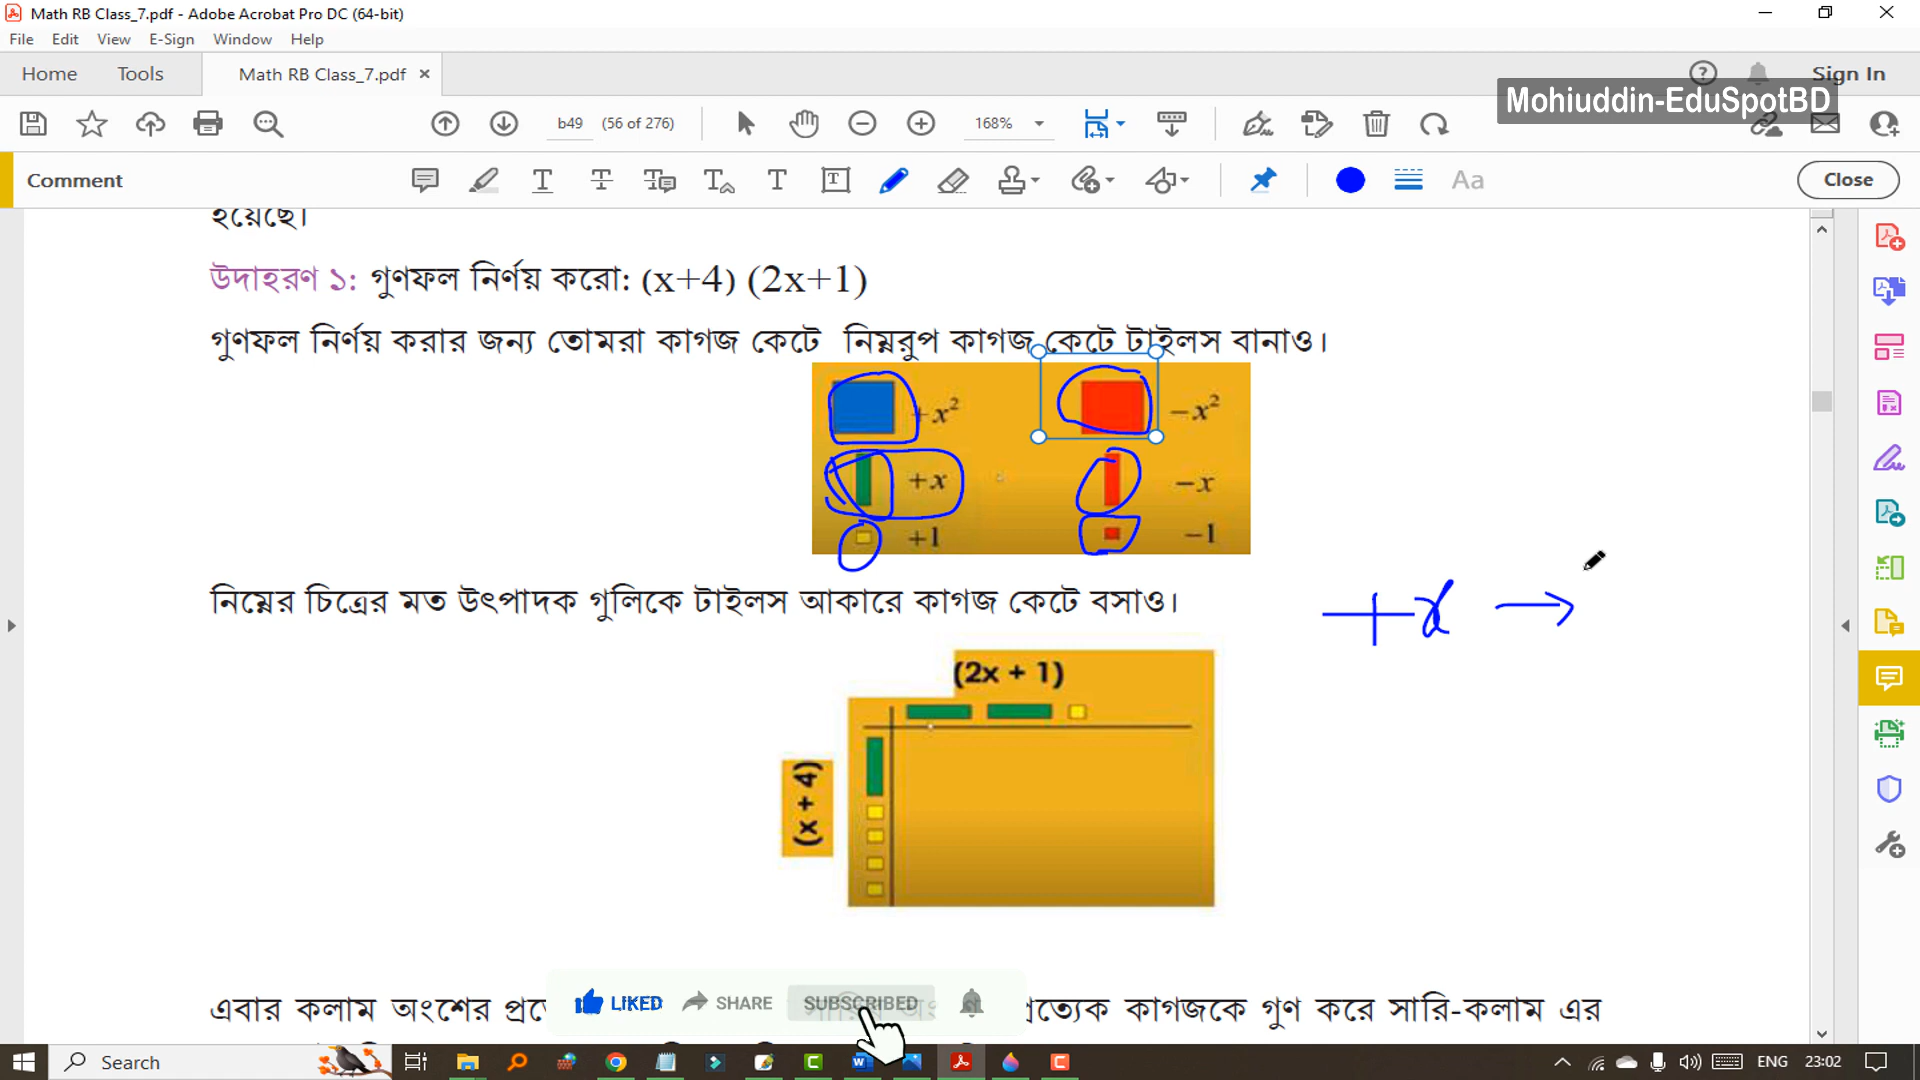 Math RB Class_7.pdf - Adobe Acrobat Pro DC (64-bit)
File Edit View E-Sign Window Help
Home Tools Math RB Class_7.pdf × Sign In
Mohiuddin-EduSpotBD
b49 (56 of 276) 168%
Comment Aa Close
হয়েছে।
উদাহরণ ১: গুণফল নির্ণয় করো: (x+4) (2x+1)
গুণফল নির্ণয় করার জন্য তোমরা কাগজ কেটে নিম্নরুপ কাগজ কেটে টাইলস বানাও।
+x² −x²
+x −x
+1 −1
নিম্নের চিত্রের মত উৎপাদক গুলিকে টাইলস আকারে কাগজ কেটে বসাও।
+x →
(2x + 1)
(x + 4)
LIKED SHARE SUBSCRIBED
এবার কলাম অংশের প্রত্যেক কাগজকে গুণ করে সারি-কলাম এর
Search ENG 23:02